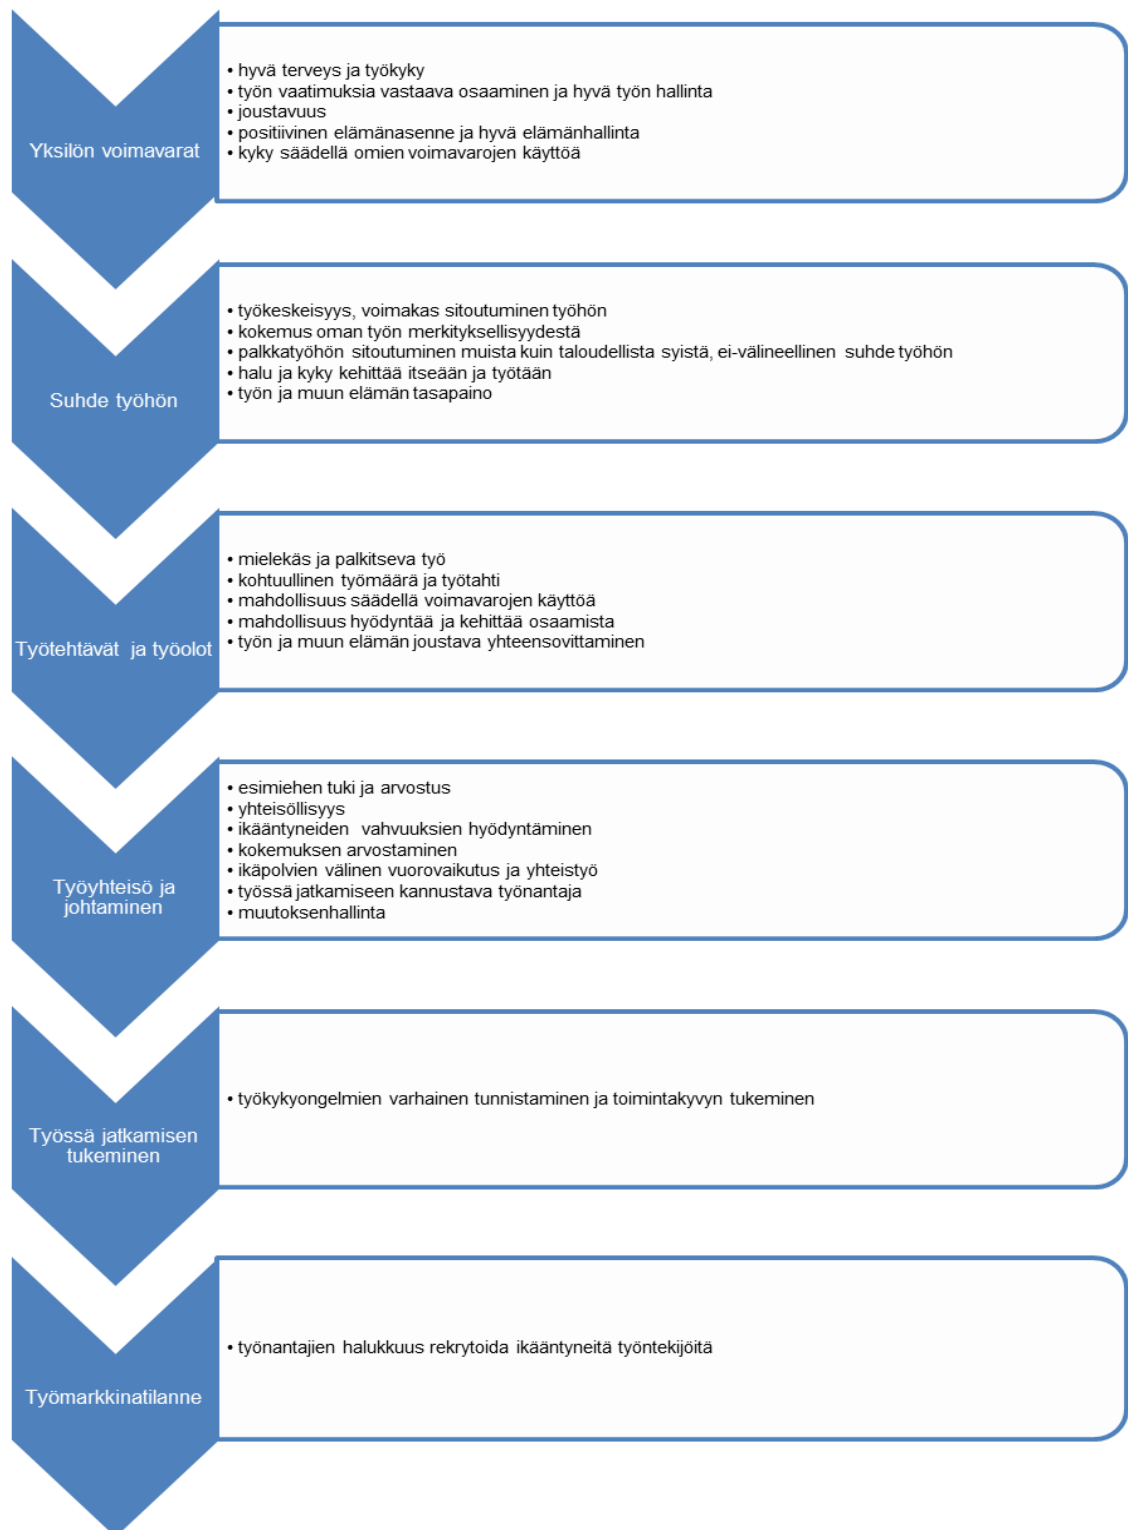 Yksilön voimavarat
• hyvä terveys ja työkyky
• työn vaatimuksia vastaava osaaminen ja hyvä työn hallinta
• joustavuus
• positiivinen elämänasenne ja hyvä elämänhallinta
• kyky säädellä omien voimavarojen käyttöä
Suhde työhön
• työkeskeisyys, voimakas sitoutuminen työhön
• kokemus oman työn merkityksellisyydestä
• palkkatyöhön sitoutuminen muista kuin taloudellista syistä, ei-välineellinen suhde työhön
• halu ja kyky kehittää itseään ja työtään
• työn ja muun elämän tasapaino
Työtehtävät ja työolot
• mielekäs ja palkitseva työ
• kohtuullinen työmäärä ja työtahti
• mahdollisuus säädellä voimavarojen käyttöä
• mahdollisuus hyödyntää ja kehittää osaamista
• työn ja muun elämän joustava yhteensovittaminen
Työyhteisö ja
johtaminen
• esimiehen tuki ja arvostus
• yhteisöllisyys
• ikääntyneiden vahvuuksien hyödyntäminen
• kokemuksen arvostaminen
• ikäpolvien välinen vuorovaikutus ja yhteistyö
• työssä jatkamiseen kannustava työnantaja
• muutoksenhallinta
Työssä jatkamisen
tukeminen
• työkykyongelmien varhainen tunnistaminen ja toimintakyvyn tukeminen
Työmarkkinatilanne
• työnantajien halukkuus rekrytoida ikääntyneitä työntekijöitä